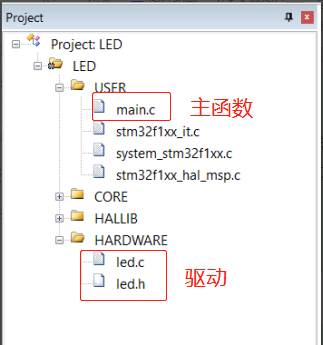 Project
Project: LED
LED
USER
main.c
主函数
stm32f1xx_it.c
system_stm32f1xx.c
stm32f1xx_hal_msp.c
CORE
HALLIB
HARDWARE
led.c
led.h
驱动